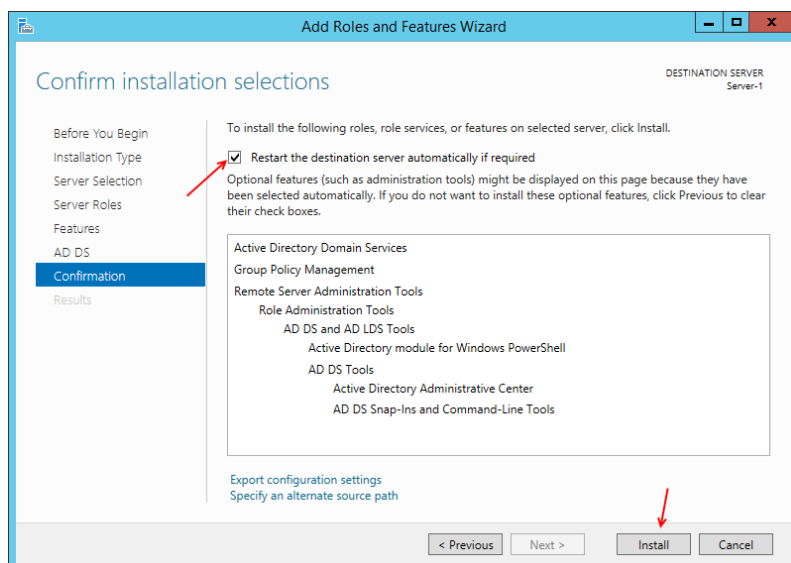 Add Roles and Features Wizard
Confirm installation selections
DESTINATION SERVER
Server-1
Before You Begin
Installation Type
Server Selection
Server Roles
Features
AD DS
Confirmation
Results
To install the following roles, role services, or features on selected server, click Install.
Restart the destination server automatically if required
Optional features (such as administration tools) might be displayed on this page because they have
been selected automatically. If you do not want to install these optional features, click Previous to clear
their check boxes.
Active Directory Domain Services
Group Policy Management
Remote Server Administration Tools
Role Administration Tools
AD DS and AD LDS Tools
Active Directory module for Windows PowerShell
AD DS Tools
Active Directory Administrative Center
AD DS Snap-Ins and Command-Line Tools
Export configuration settings
Specify an alternate source path
< Previous
Next >
Install
Cancel